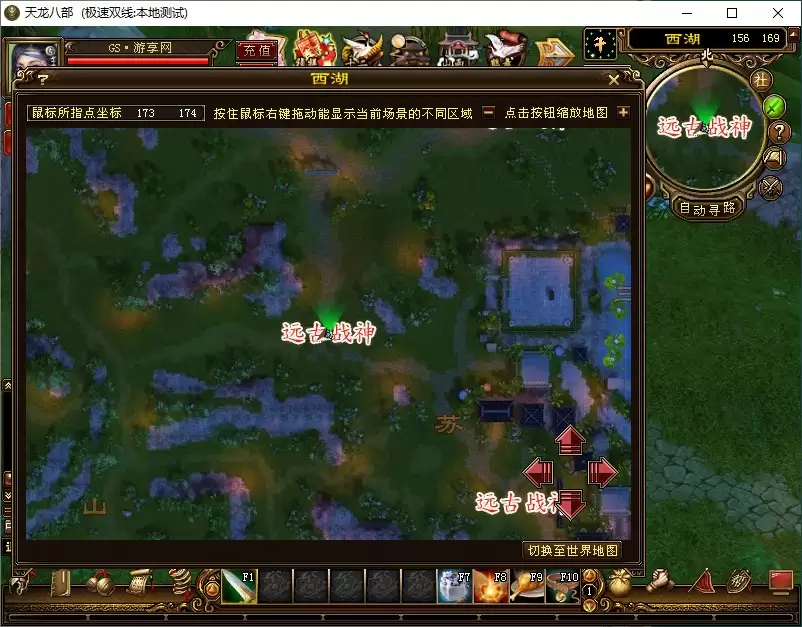 天龙八部 (极速双线:本地测试)
GS·游享网
充值
西湖 156 169
北
西湖
社
鼠标所指点坐标 173 174 按住鼠标右键拖动能显示当前场景的不同区域 点击按钮缩放地图
远古战神
自动寻路
远古战神
苏
远古战神
山
切换至世界地图
F1 F7 F8 F9 F10
1